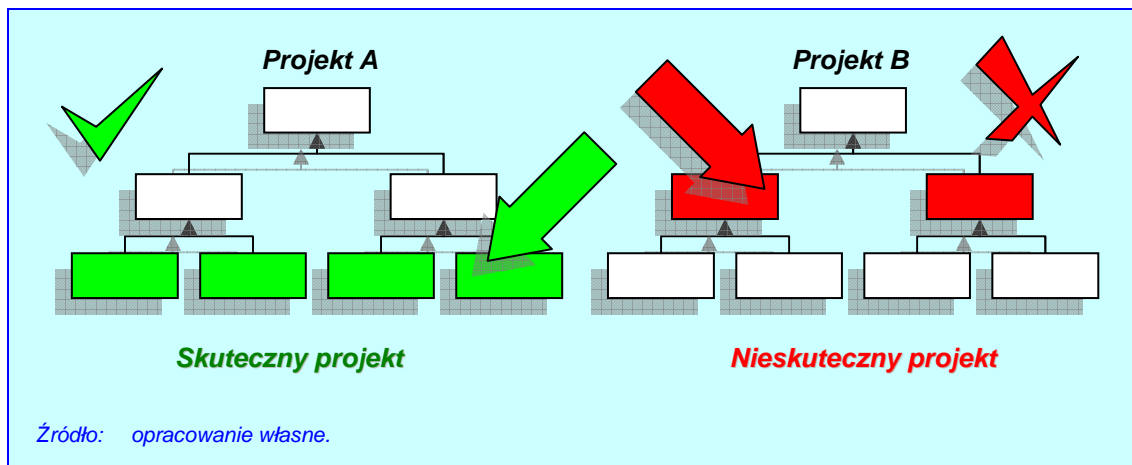 Projekt A
Projekt B
Skuteczny projekt
Nieskuteczny projekt
Źródło: opracowanie własne.